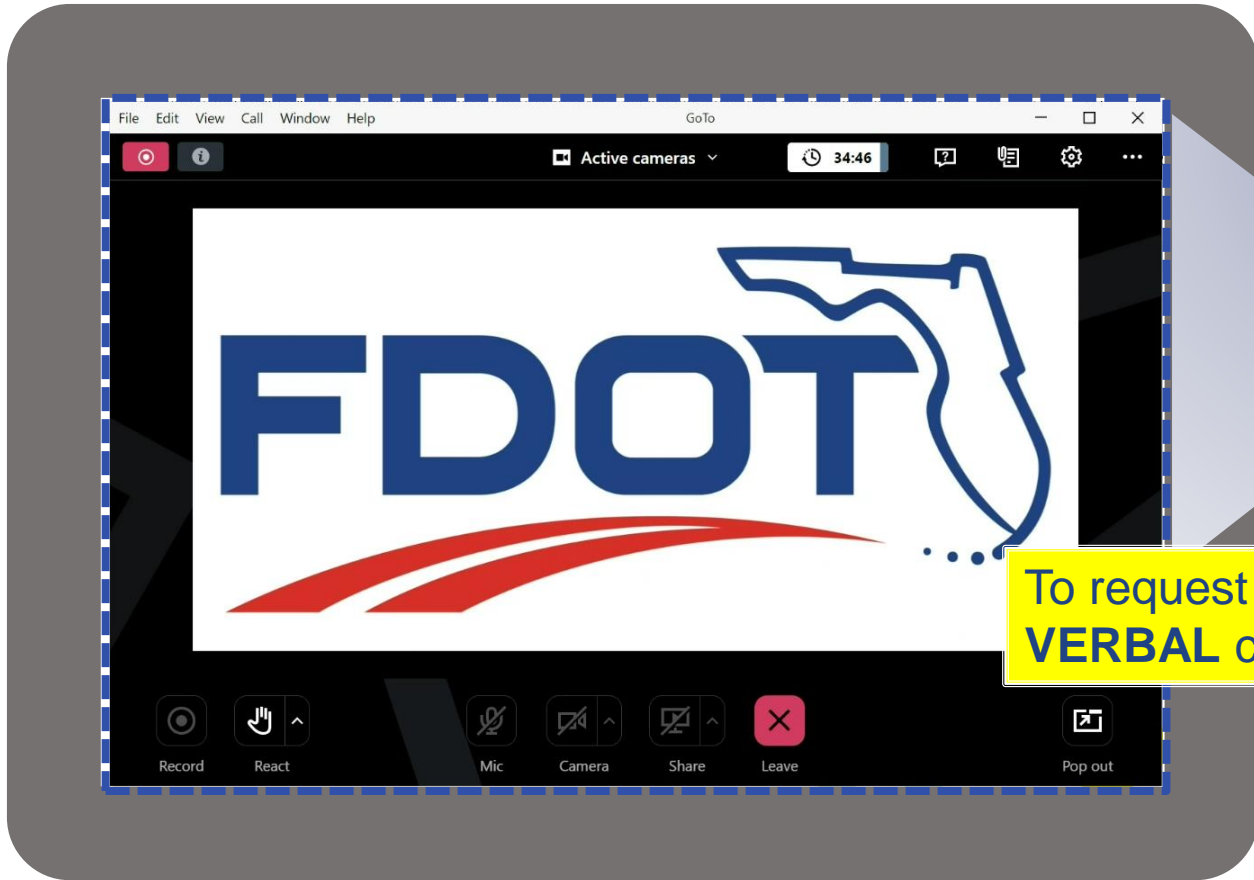 File Edit View Call Window Help GoTo
Active cameras 34:46
FDOT
To request
VERBAL
Record React Mic Camera Share Leave Pop out